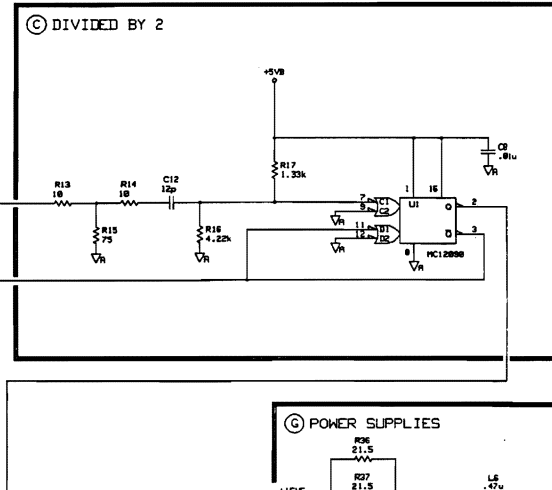 C DIVIDED BY 2
+5VB
R17
1.33k
C8
.01u
A
R13
10
R14
10
C12
12p
R15
75
A
R16
4.22k
A
1
16
7
9
C1
C2
A
11
12
D1
D2
A
U1
Q
2
Q
3
8
A
MC12090
G POWER SUPPLIES
R36
21.5
R37
21.5
L6
.47u